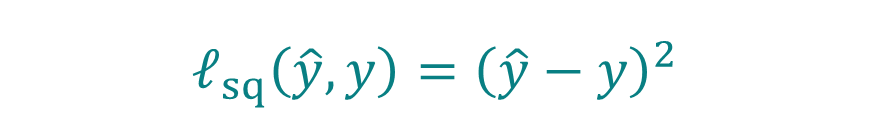 ℓ_sq(ŷ, y) = (ŷ − y)²